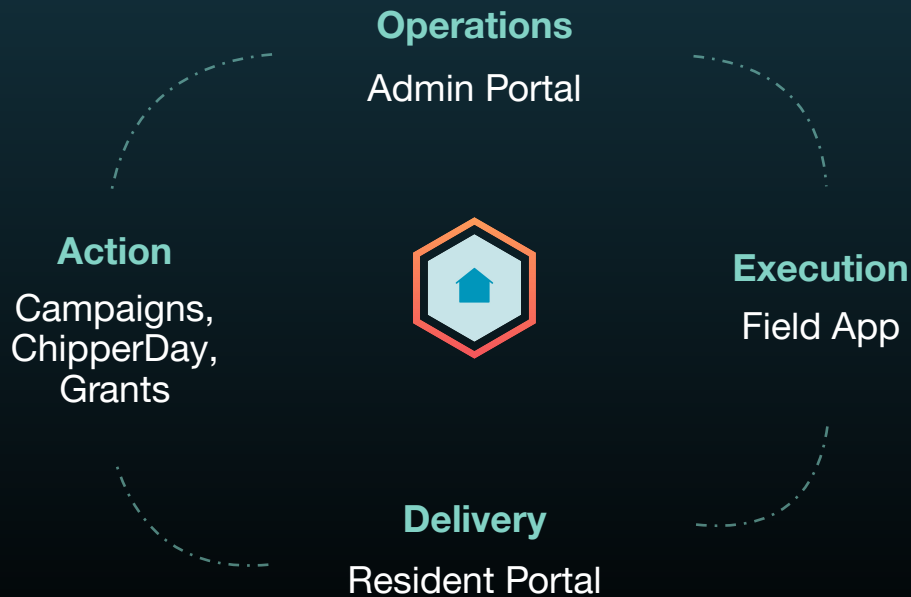 Operations
Admin Portal
Action
Campaigns,
ChipperDay,
Grants
Execution
Field App
Delivery
Resident Portal